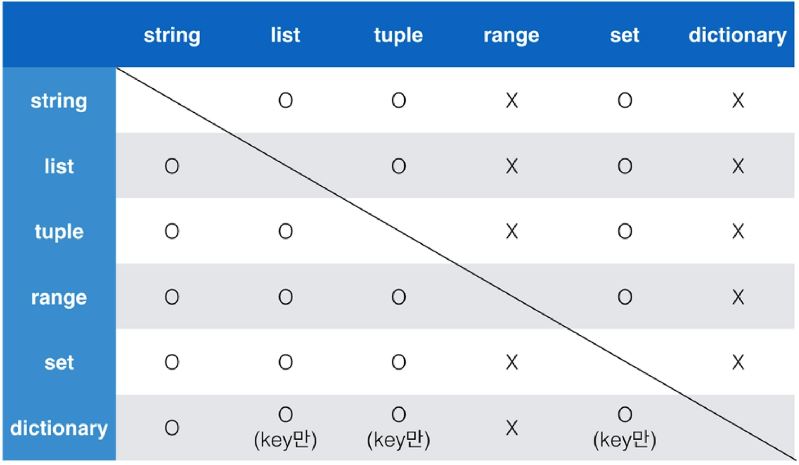 string list tuple range set dictionary
string O O X O X
list O O X O X
tuple O O X O X
range O O O O X
set O O O X X
dictionary O O (key만) O (key만) X O (key만)